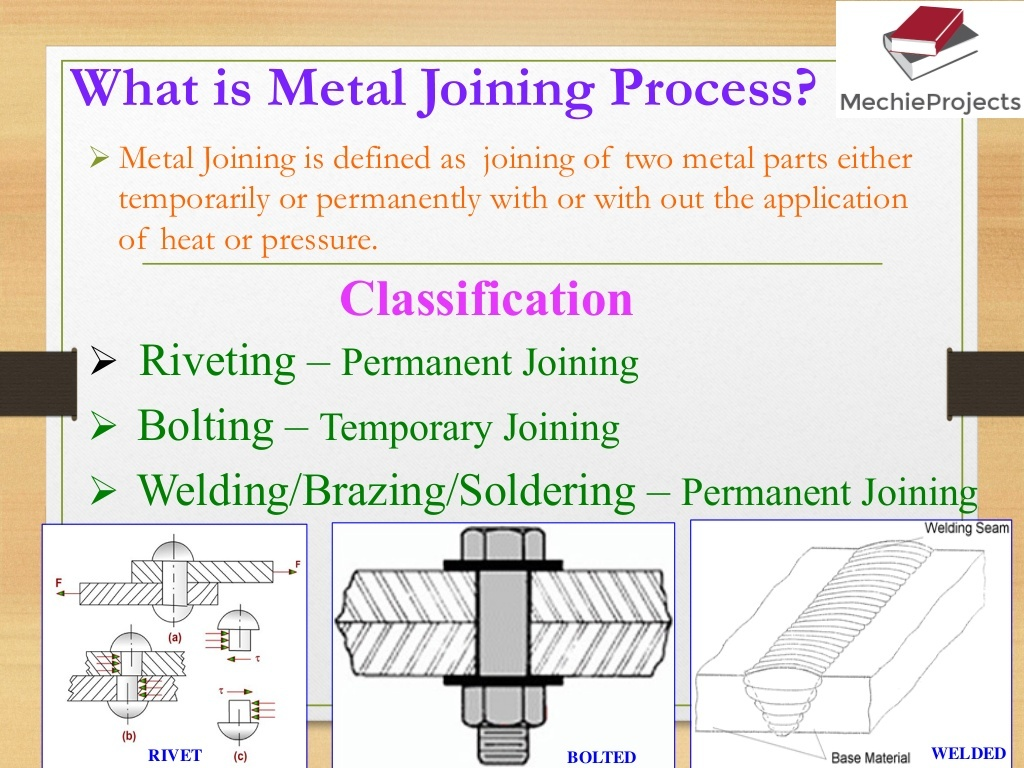 What is Metal Joining Process?
MechieProjects
➢ Metal Joining is defined as joining of two metal parts either
temporarily or permanently with or with out the application
of heat or pressure.
Classification
➢ Riveting – Permanent Joining
➢ Bolting – Temporary Joining
➢ Welding/Brazing/Soldering – Permanent Joining
F
F
(a)
τ
τ
(b)
(c)
RIVET
BOLTED
Welding Seam
Base Material
WELDED